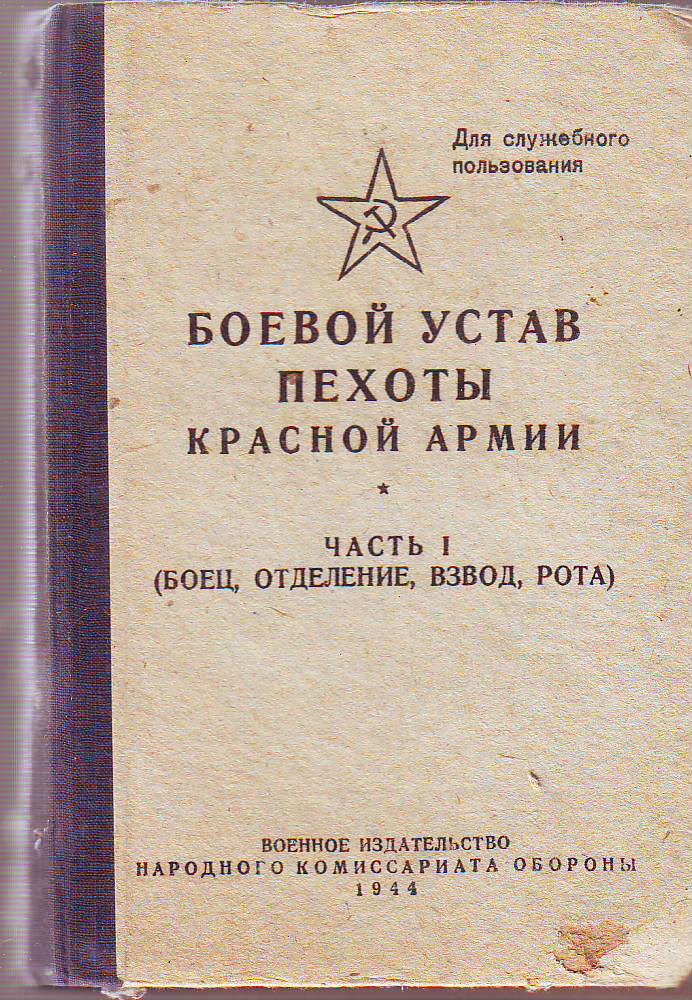 Для служебного
пользования
БОЕВОЙ УСТАВ
ПЕХОТЫ
КРАСНОЙ АРМИИ
ЧАСТЬ I
(БОЕЦ, ОТДЕЛЕНИЕ, ВЗВОД, РОТА)
ВОЕННОЕ ИЗДАТЕЛЬСТВО
НАРОДНОГО КОМИССАРИАТА ОБОРОНЫ
1944